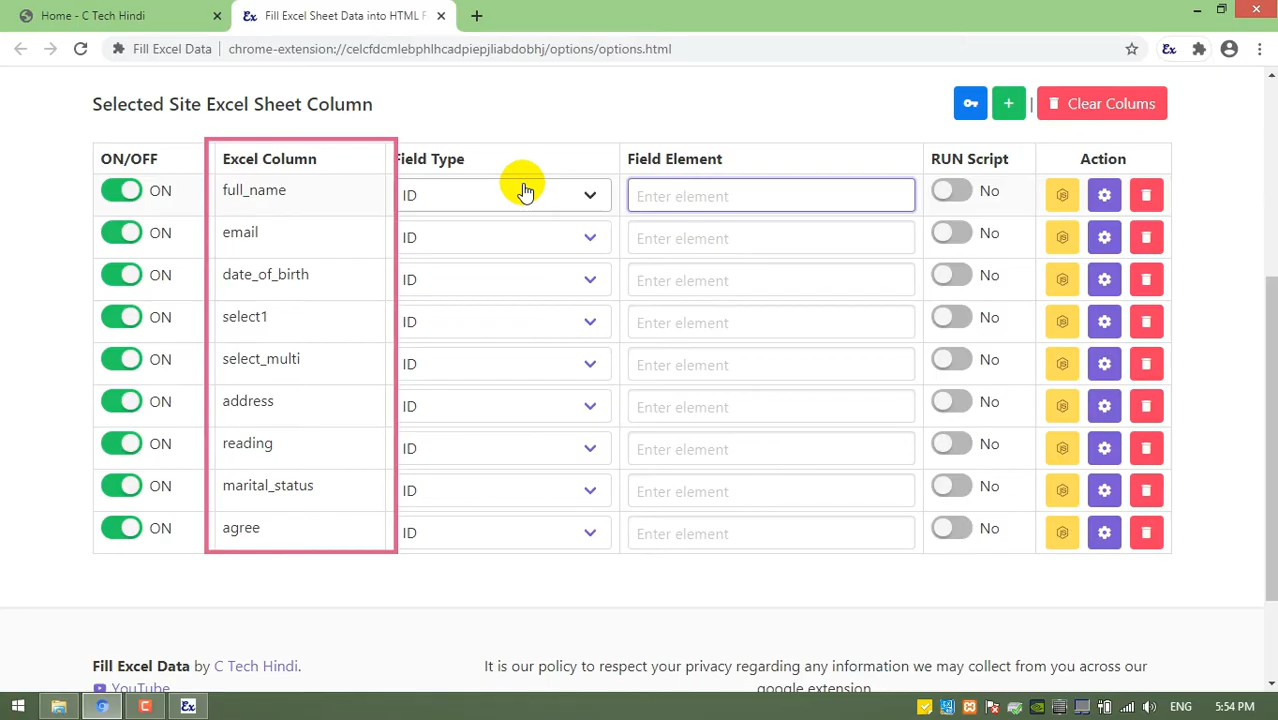 Home - C Tech Hindi
Fill Excel Sheet Data into HTML F
Fill Excel Data
chrome-extension://celcfdcmlebphlhcadpiepjliabdobhj/options/options.html
Ex
Selected Site Excel Sheet Column
| Clear Colums
ON/OFF Excel Column Field Type Field Element RUN Script Action
ON full_name ID Enter element No
ON email ID Enter element No
ON date_of_birth ID Enter element No
ON select1 ID Enter element No
ON select_multi ID Enter element No
ON address ID Enter element No
ON reading ID Enter element No
ON marital_status ID Enter element No
ON agree ID Enter element No
Fill Excel Data by C Tech Hindi.
YouTube
It is our policy to respect your privacy regarding any information we may collect from you across our
google extension.
ENG 5:54 PM